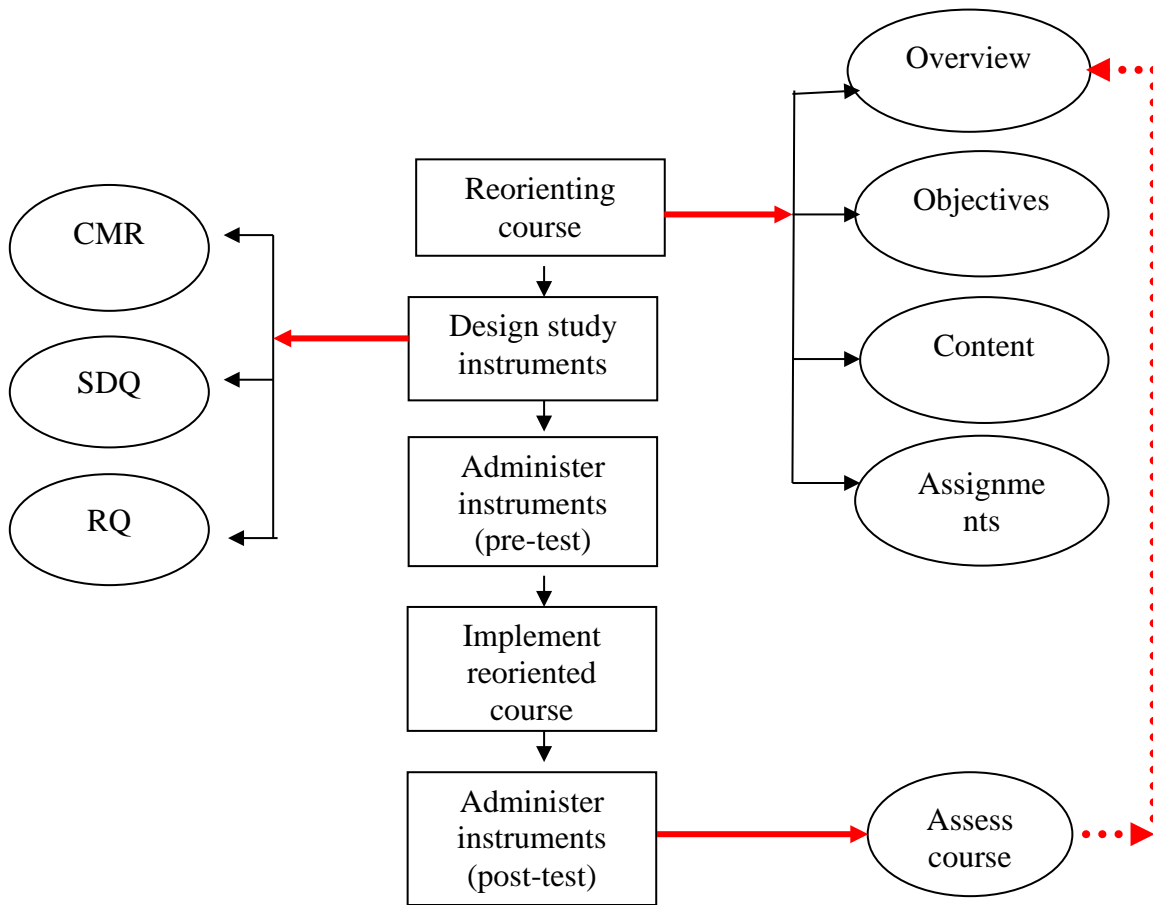 Overview
Reorienting
course
Objectives
CMR
Design study
instruments
Content
SDQ
Administer
instruments
(pre-test)
Assignme
nts
RQ
Implement
reoriented
course
Administer
instruments
(post-test)
Assess
course